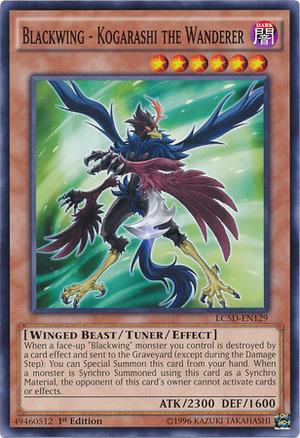 Blackwing - Kogarashi the Wanderer
DARK
闇
LC5D-EN129
[Winged Beast/Tuner/Effect]
When a face-up "Blackwing" monster you control is destroyed
by a card effect and sent to the Graveyard (except during the Damage
Step): You can Special Summon this card from your hand. When
a monster is Synchro Summoned using this card as a Synchro
Material, the opponent of this card's owner cannot activate cards
or effects.
ATK/2300 DEF/1600
49460512 1st Edition ©1996 KAZUKI TAKAHASHI